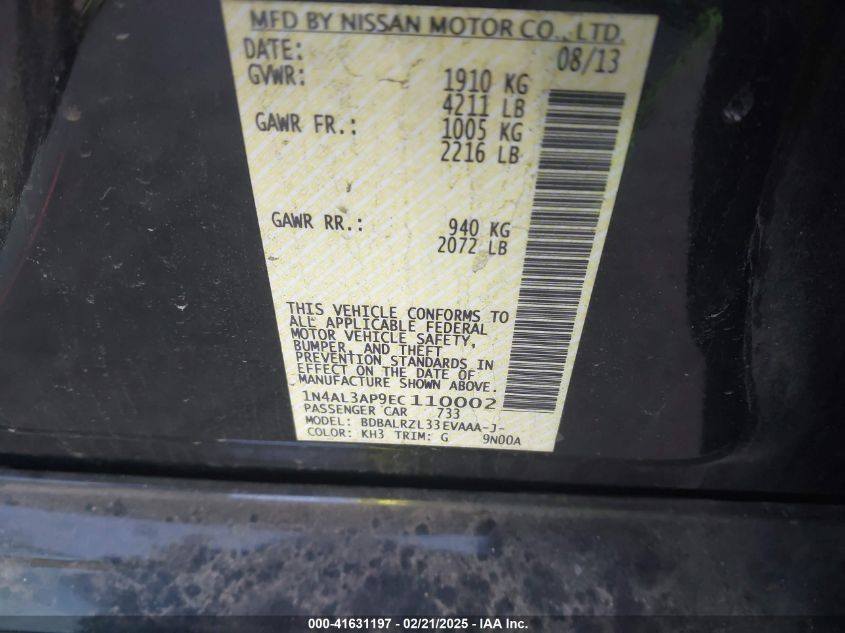 MFD BY NISSAN MOTOR CO., LTD.
DATE: 08/13
GVWR: 1910 KG
4211 LB
GAWR FR.: 1005 KG
2216 LB
GAWR RR.: 940 KG
2072 LB
THIS VEHICLE CONFORMS TO
ALL APPLICABLE FEDERAL
MOTOR VEHICLE SAFETY,
BUMPER, AND THEFT
PREVENTION STANDARDS IN
EFFECT ON THE DATE OF
MANUFACTURE SHOWN ABOVE.
1N4AL3AP9EC110002
PASSENGER CAR 733
MODEL: BDBALRZL33EVAAA-J-
COLOR: KH3 TRIM: G 9N00A
000-41631197 - 02/21/2025 - IAA Inc.